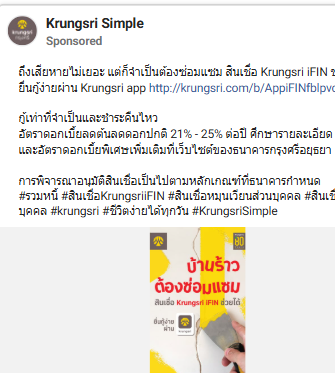 Krungsri Simple
Sponsored
ถึงเสียหายไม่เยอะ แต่ก็จำเป็นต้องซ่อมแซม สินเชื่อ Krungsri iFIN
ยื่นกู้ง่ายผ่าน Krungsri app http://krungsri.com/b/AppiFINfblpvc
กู้เท่าที่จำเป็นและชำระคืนไหว
อัตราดอกเบี้ยลดต้นลดดอกปกติ 21% - 25% ต่อปี ศึกษารายละเอียด
และอัตราดอกเบี้ยพิเศษเพิ่มเติมที่เว็บไซต์ของธนาคารกรุงศรีอยุธยา
การพิจารณาอนุมัติสินเชื่อเป็นไปตามหลักเกณฑ์ที่ธนาคารกำหนด
#รวมหนี้ #สินเชื่อKrungsriiFIN #สินเชื่อหมุนเวียนส่วนบุคคล
บุคคล #krungsri #ชีวิตง่ายได้ทุกวัน #KrungsriSimple
บ้านร้าว
ต้องซ่อมแซม
สินเชื่อ Krungsri iFIN ช่วยได้
ยื่นกู้ง่าย
ผ่าน
krungsri